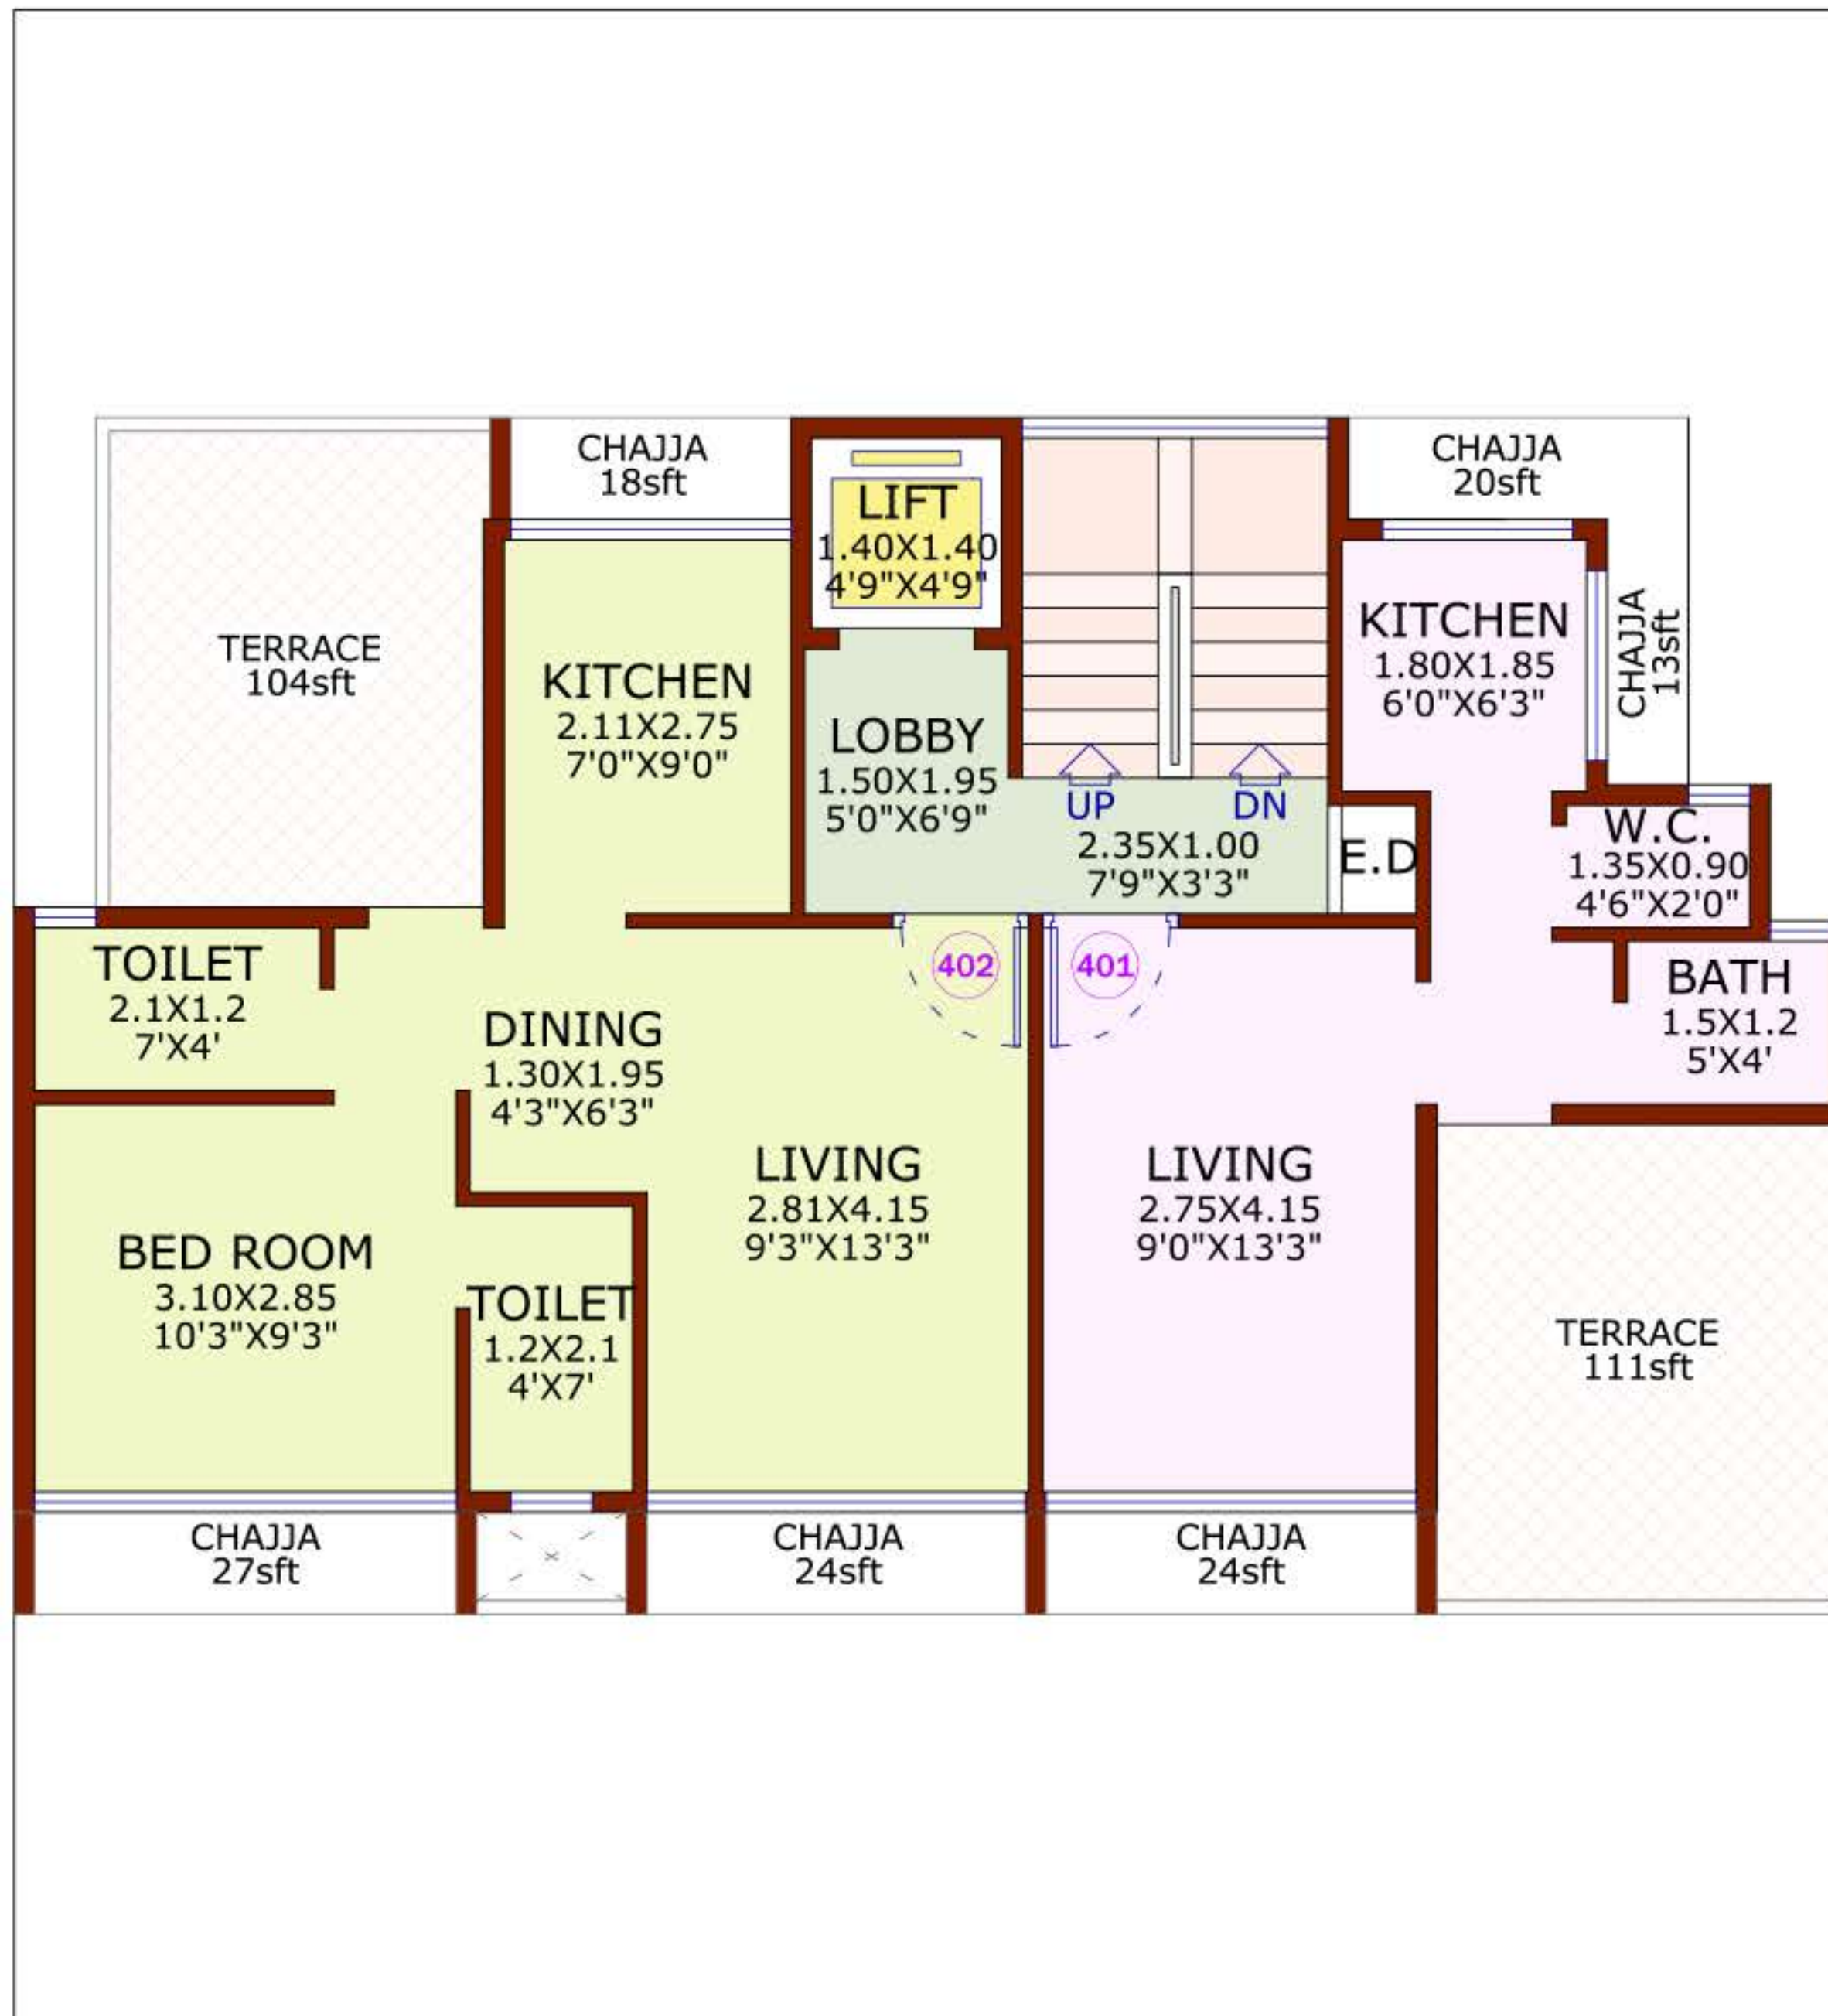 CHAJJA
18sft
CHAJJA
20sft
LIFT
1.40X1.40
4'9"X4'9"
TERRACE
104sft
KITCHEN
2.11X2.75
7'0"X9'0"
LOBBY
1.50X1.95
5'0"X6'9"
UP
DN
2.35X1.00
7'9"X3'3"
KITCHEN
1.80X1.85
6'0"X6'3"
CHAJJA
13sft
E.D
W.C.
1.35X0.90
4'6"X2'0"
TOILET
2.1X1.2
7'X4'
DINING
1.30X1.95
4'3"X6'3"
402
401
BATH
1.5X1.2
5'X4'
BED ROOM
3.10X2.85
10'3"X9'3"
TOILET
1.2X2.1
4'X7'
LIVING
2.81X4.15
9'3"X13'3"
LIVING
2.75X4.15
9'0"X13'3"
TERRACE
111sft
CHAJJA
27sft
CHAJJA
24sft
CHAJJA
24sft